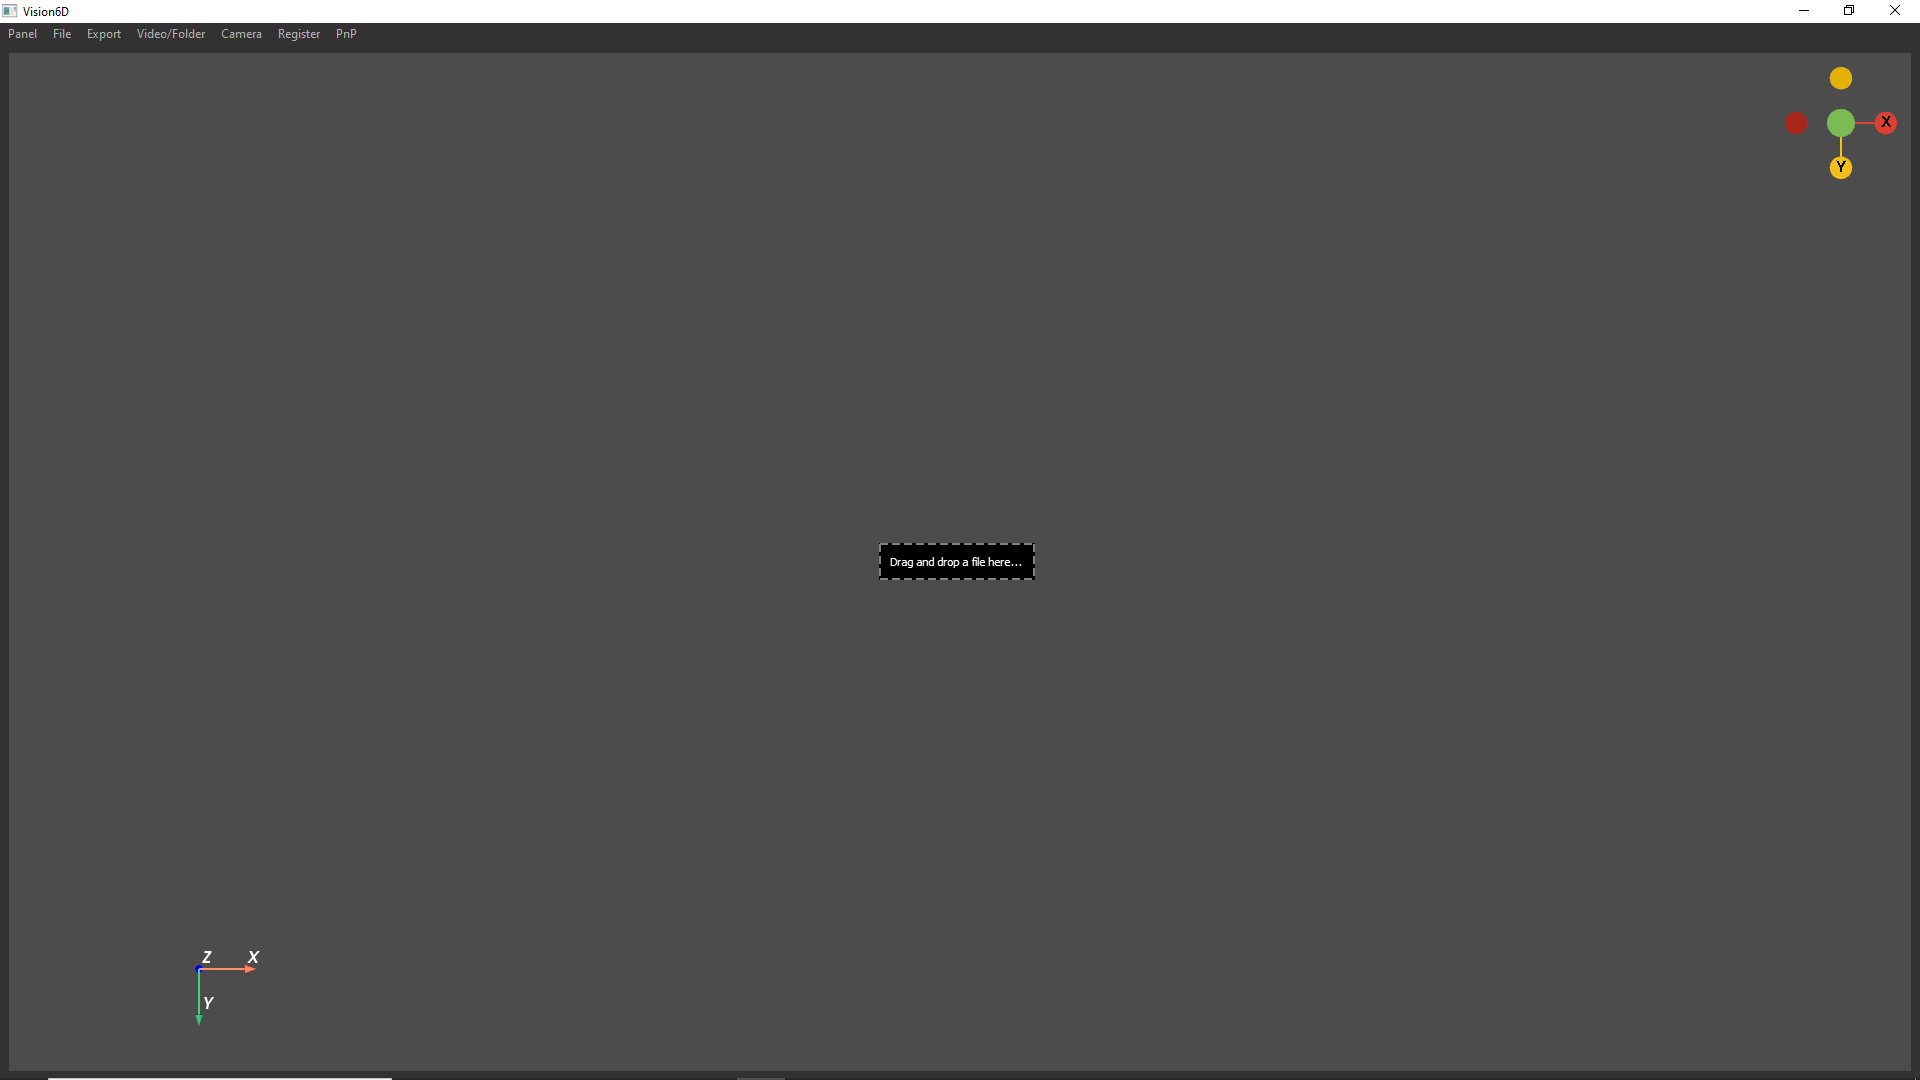 Vision6D
Panel File Export Video/Folder Camera Register PnP
X
Y
Drag and drop a file here...
Z X
Y